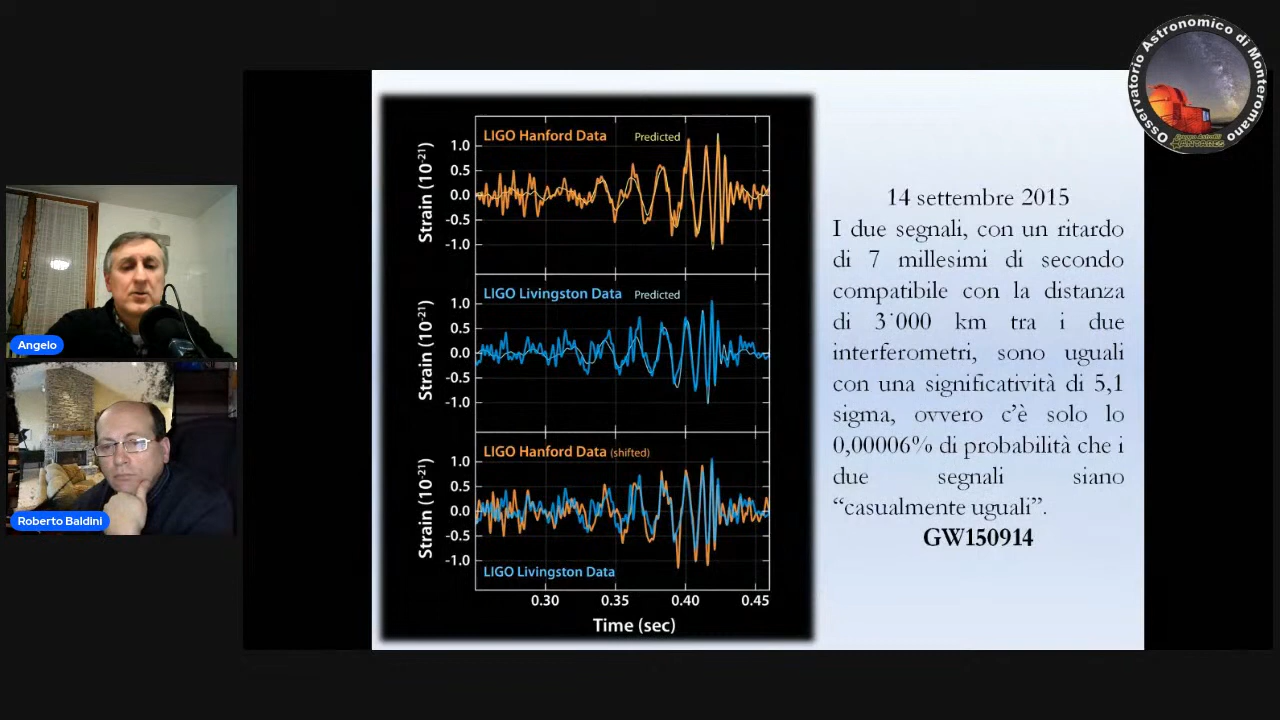 Osservatorio Astronomico di Monteromano
ANTARES
Angelo
Roberto Baldini
LIGO Hanford Data
Predicted
Strain (10-21)
1.0
0.5
0.0
-0.5
-1.0
LIGO Livingston Data
Predicted
Strain (10-21)
1.0
0.5
0.0
-0.5
-1.0
LIGO Hanford Data (shifted)
Strain (10-21)
1.0
0.5
0.0
-0.5
-1.0
LIGO Livingston Data
0.30 0.35 0.40 0.45
Time (sec)
14 settembre 2015
I due segnali, con un ritardo
di 7 millesimi di secondo
compatibile con la distanza
di 3˙000 km tra i due
interferometri, sono uguali
con una significatività di 5,1
sigma, ovvero c’è solo lo
0,00006% di probabilità che i
due segnali siano
“casualmente uguali”.
GW150914